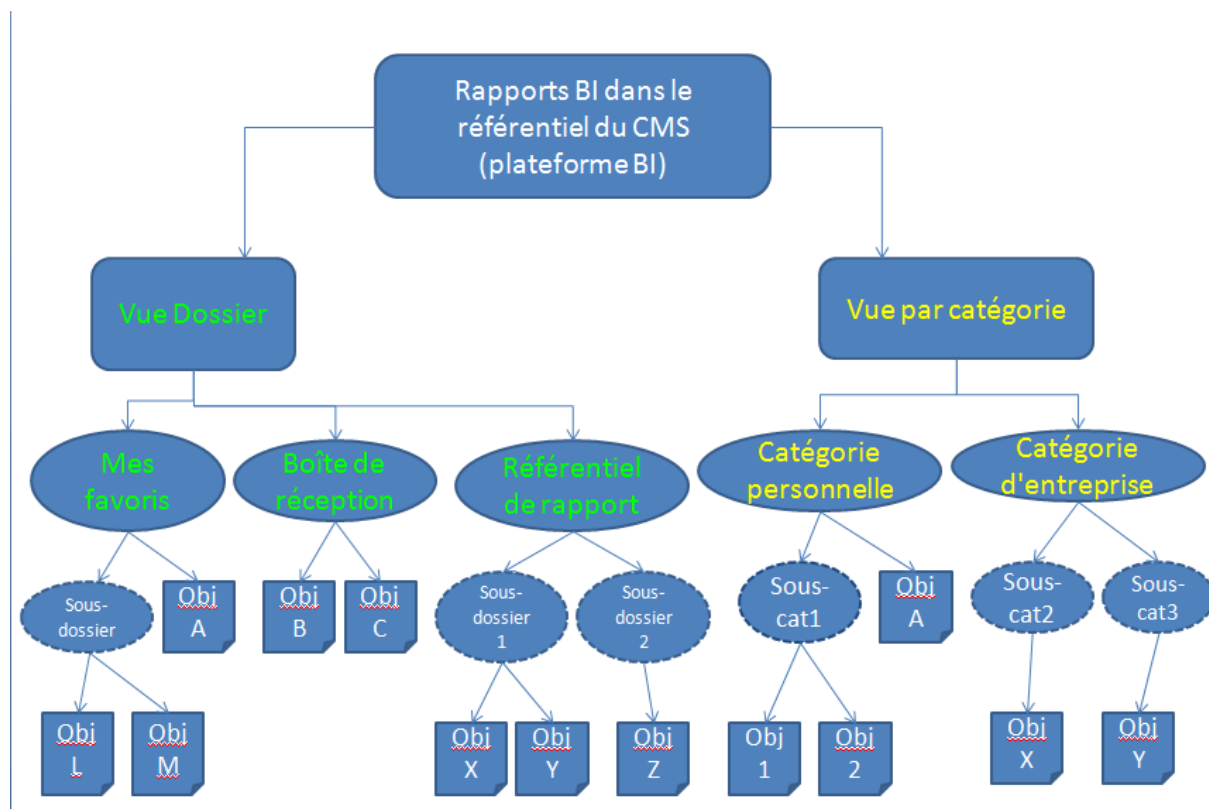 Rapports BI dans le
référentiel du CMS
(plateforme BI)
Vue Dossier
Vue par catégorie
Mes
favoris
Boîte de
réception
Référentiel
de rapport
Catégorie
personnelle
Catégorie
d'entreprise
Sous-
dossier
Obj
A
Obj
B
Obj
C
Sous-
dossier
1
Sous-
dossier
2
Sous-
cat1
Obj
A
Sous-
cat2
Sous-
cat3
Obj
L
Obj
M
Obj
X
Obj
Y
Obj
Z
Obj
1
Obj
2
Obj
X
Obj
Y